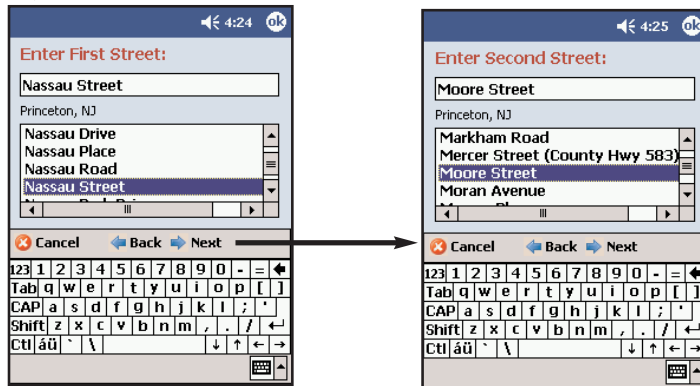 4:24 ok
Enter First Street:
Nassau Street
Princeton, NJ
Nassau Drive
Nassau Place
Nassau Road
Nassau Street
Cancel Back Next
123 1 2 3 4 5 6 7 8 9 0 - =
Tab q w e r t y u i o p [ ]
CAP a s d f g h j k l ; '
Shift z x c v b n m , . /
Ctl áü ` \
4:25 ok
Enter Second Street:
Moore Street
Princeton, NJ
Markham Road
Mercer Street (County Hwy 583)
Moore Street
Moran Avenue
Cancel Back Next
123 1 2 3 4 5 6 7 8 9 0 - =
Tab q w e r t y u i o p [ ]
CAP a s d f g h j k l ; '
Shift z x c v b n m , . /
Ctl áü ` \